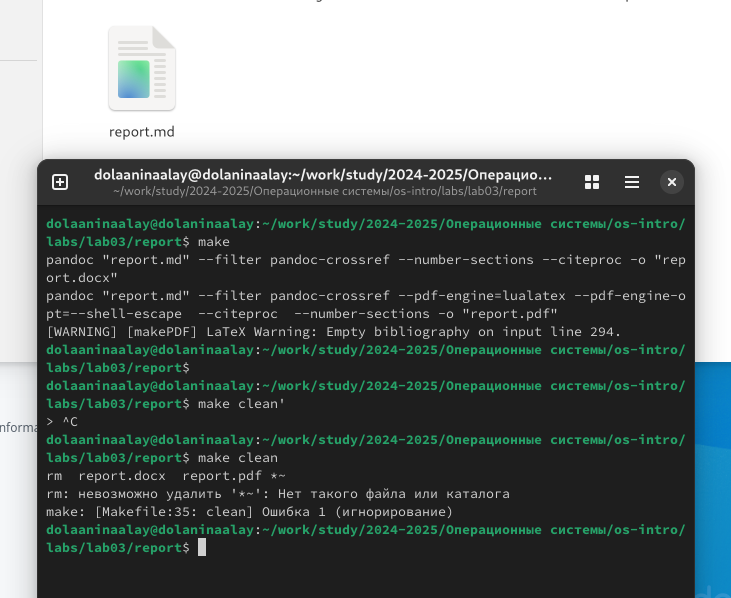 report.md
dolaaninaalay@dolaninaalay:~/work/study/2024-2025/Операцио…
~/work/study/2024-2025/Операционные системы/os-intro/labs/lab03/report
dolaaninaalay@dolaninaalay:~/work/study/2024-2025/Операционные системы/os-intro/
labs/lab03/report$ make
pandoc "report.md" --filter pandoc-crossref --number-sections --citeproc -o "rep
ort.docx"
pandoc "report.md" --filter pandoc-crossref --pdf-engine=lualatex --pdf-engine-o
pt=--shell-escape  --citeproc  --number-sections -o "report.pdf"
[WARNING] [makePDF] LaTeX Warning: Empty bibliography on input line 294.
dolaaninaalay@dolaninaalay:~/work/study/2024-2025/Операционные системы/os-intro/
labs/lab03/report$
dolaaninaalay@dolaninaalay:~/work/study/2024-2025/Операционные системы/os-intro/
labs/lab03/report$ make clean'
> ^C
dolaaninaalay@dolaninaalay:~/work/study/2024-2025/Операционные системы/os-intro/
labs/lab03/report$ make clean
rm  report.docx  report.pdf *~
rm: невозможно удалить '*~': Нет такого файла или каталога
make: [Makefile:35: clean] Ошибка 1 (игнорирование)
dolaaninaalay@dolaninaalay:~/work/study/2024-2025/Операционные системы/os-intro/
labs/lab03/report$